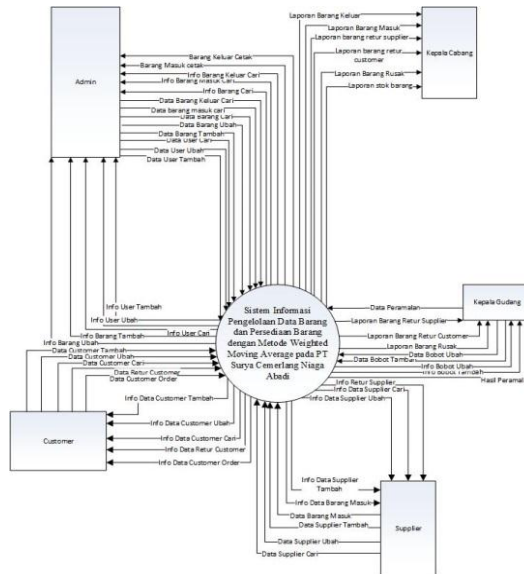 Laporan Barang Keluar
Laporan Barang Masuk
Laporan barang retur supplier
Laporan barang retur
customer
Laporan Barang Rusak
Laporan stok barang
Kepala Cabang
Admin
Barang Keluar Cetak
Barang Masuk cetak
Info Barang Keluar Cari
Info Barang Masuk Cari
Info Barang Cari
Data Barang Keluar Cari
Data barang masuk cari
Data Barang Cari
Data Barang Ubah
Data Barang Tambah
Data User Cari
Data User Ubah
Data User Tambah
Info User Tambah
Info User Ubah
Info User Cari
Info Barang Tambah
Info Barang Ubah
Sistem Informasi
Pengelolaan Data Barang
dan Persediaan Barang
dengan Metode Weighted
Moving Average pada PT
Surya Cemerlang Niaga
Abadi
Kepala Gudang
Data Peramalan
Laporan Barang Retur Supplier
Laporan Barang Retur Customer
Laporan Barang Rusak
Data Bobot Ubah
Data Bobot Tambah
Info Bobot Ubah
Info Bobot Tambah
Hasil Peramal
Data Customer Tambah
Data Customer Ubah
Data Customer Cari
Data Retur Customer
Data Customer Order
Customer
Info Data Customer Tambah
Info Data Customer Ubah
Info Data Customer Cari
Info Data Retur Customer
Info Data Customer Order
Info Retur Supplier
Info Data Supplier Cari
Info Data Supplier Ubah
Info Data Supplier
Tambah
Info Data Barang Masuk
Data Barang Masuk
Data Supplier Tambah
Data Supplier Ubah
Data Supplier Cari
Supplier